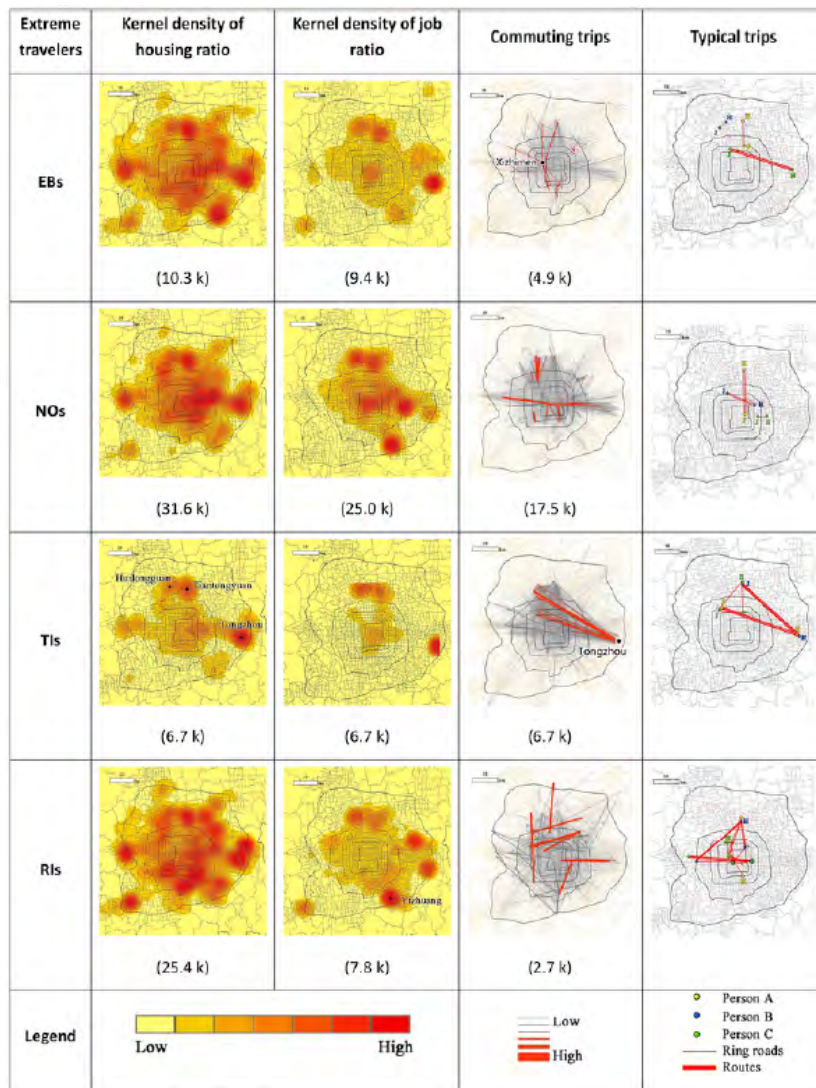 Extreme travelers
Kernel density of housing ratio
Kernel density of job ratio
Commuting trips
Typical trips
EBs
Xizhimen
(10.3 k)
(9.4 k)
(4.9 k)
NOs
(31.6 k)
(25.0 k)
(17.5 k)
TIs
Huilongguan
Tiantongyuan
Tongzhou
Tongzhou
(6.7 k)
(6.7 k)
(6.7 k)
RIs
Yizhuang
(25.4 k)
(7.8 k)
(2.7 k)
Legend
Low
High
Low
High
Person A
Person B
Person C
Ring roads
Routes